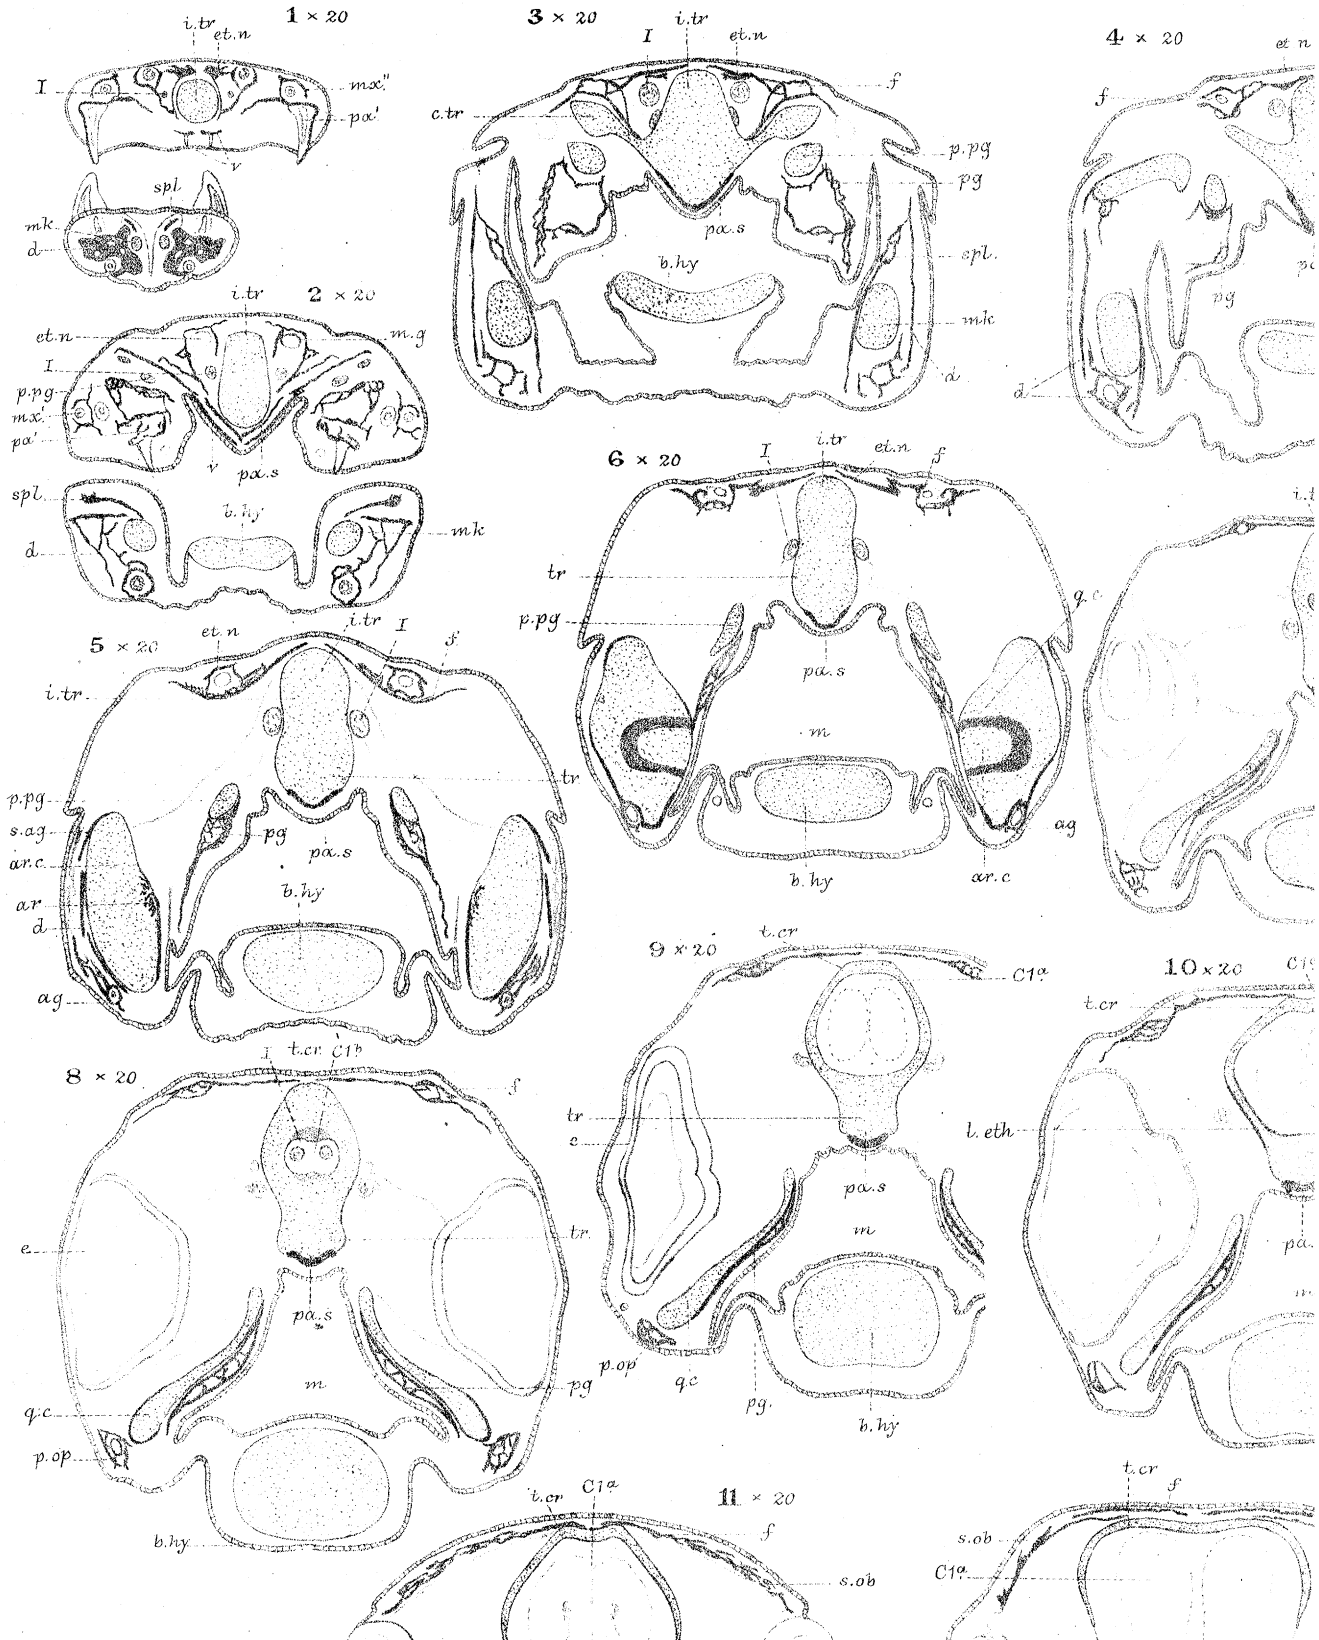 1 × 20
i.tr
et.n
I
mx."
pa'
v
spl
mk
d
2 × 20
i.tr
et.n
m.g
I
p.pg
mx'
pa'
v
pa.s
spl
b.hy
mk
d
3 × 20
i.tr
I
et.n
f
c.tr
p.pg
pg
pa.s
spl.
b.hy
mk
d
4 × 20
et n
f
pg
d
5 × 20
et.n
i.tr
I
f
i.tr
tr
p.pg
s.ag
pg
pa.s
ar.c
b.hy
ar
d
ag
6 × 20
I
i.tr
et.n
f
tr
q.c
p.pg
pa.s
m
ag
b.hy
ar.c
8 × 20
I
t.cr
C1b
f
e
tr
pa.s
m
pg
q.c
p.op
b.hy
9 × 20
t.cr
C1a
tr
e
pa.s
m
p.op
q.c
pg.
b.hy
10 × 20
t.cr
l.eth
pa.
11 × 20
t.cr
C1a
f
s.ob
t.cr
f
s.ob
C1a